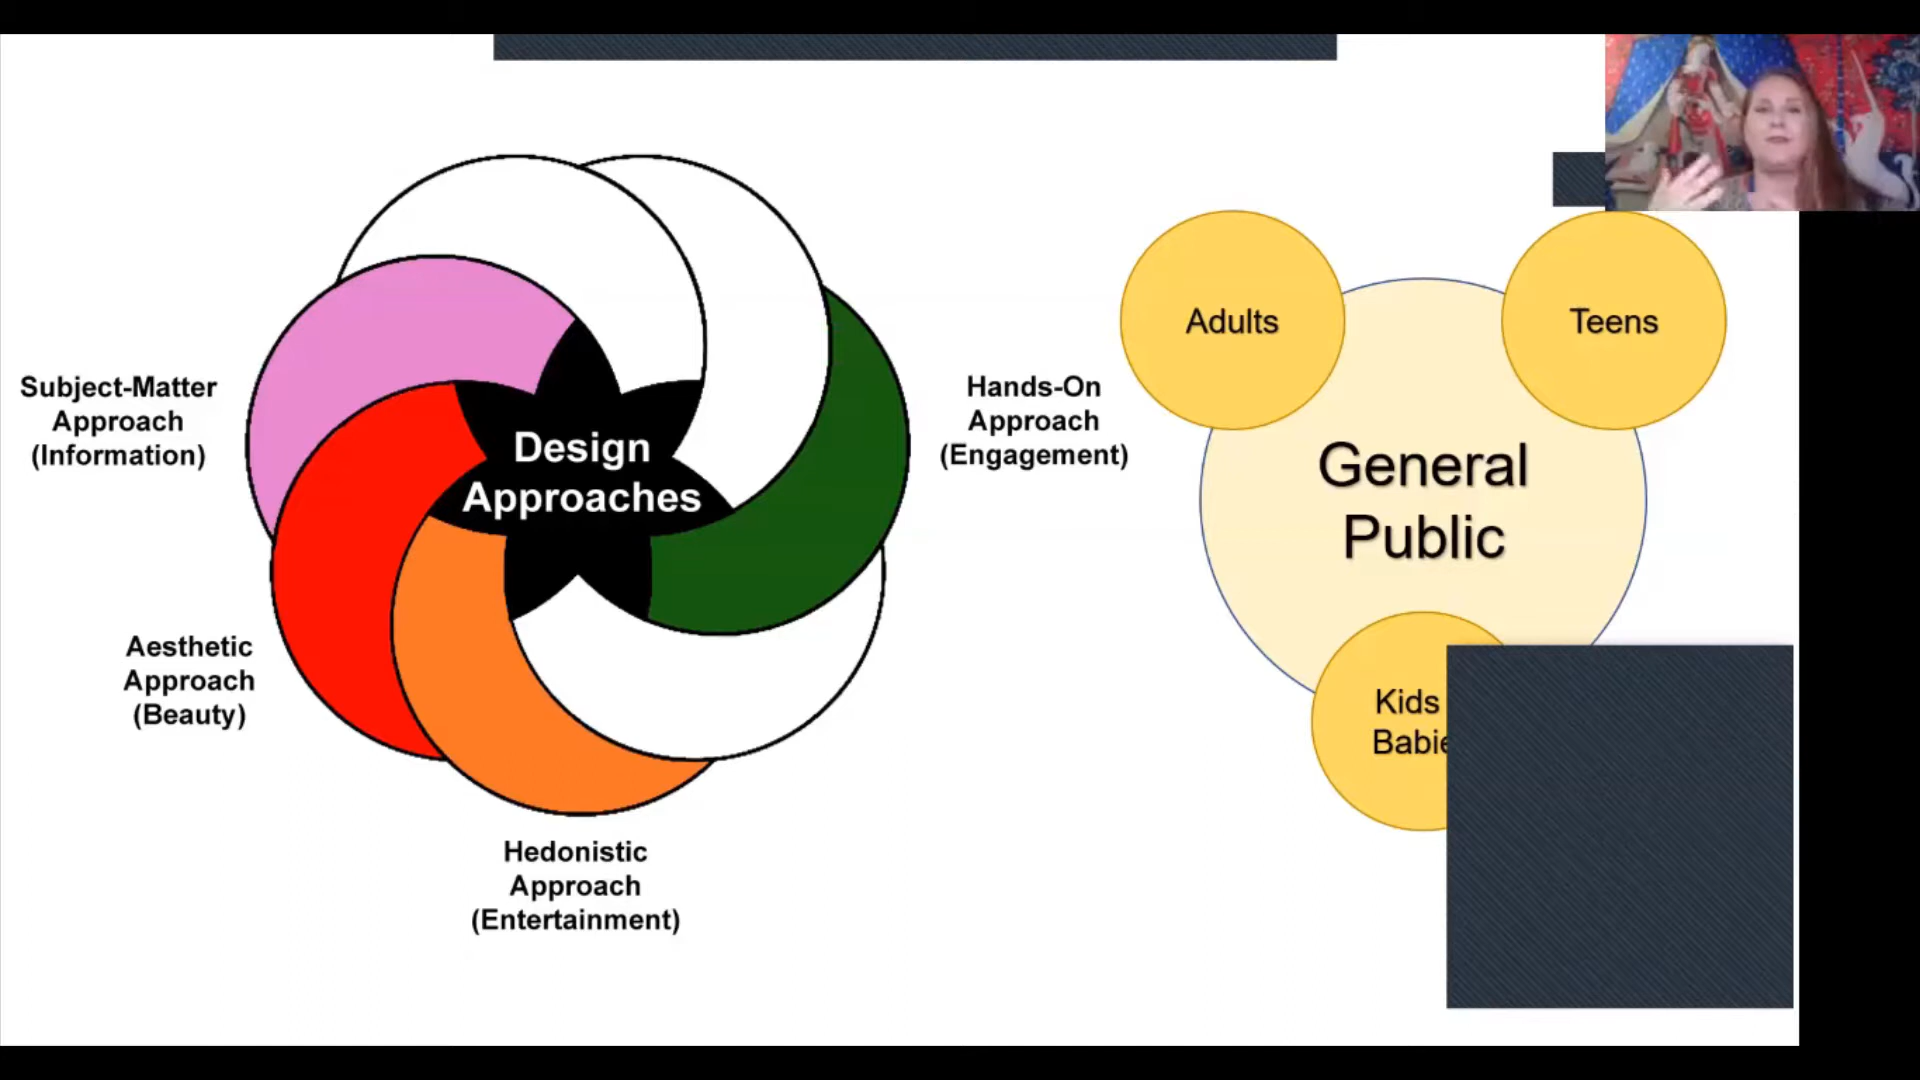 Design
Approaches
Subject-Matter
Approach
(Information)
Aesthetic
Approach
(Beauty)
Hedonistic
Approach
(Entertainment)
Hands-On
Approach
(Engagement)
Adults
Teens
General
Public
Kids